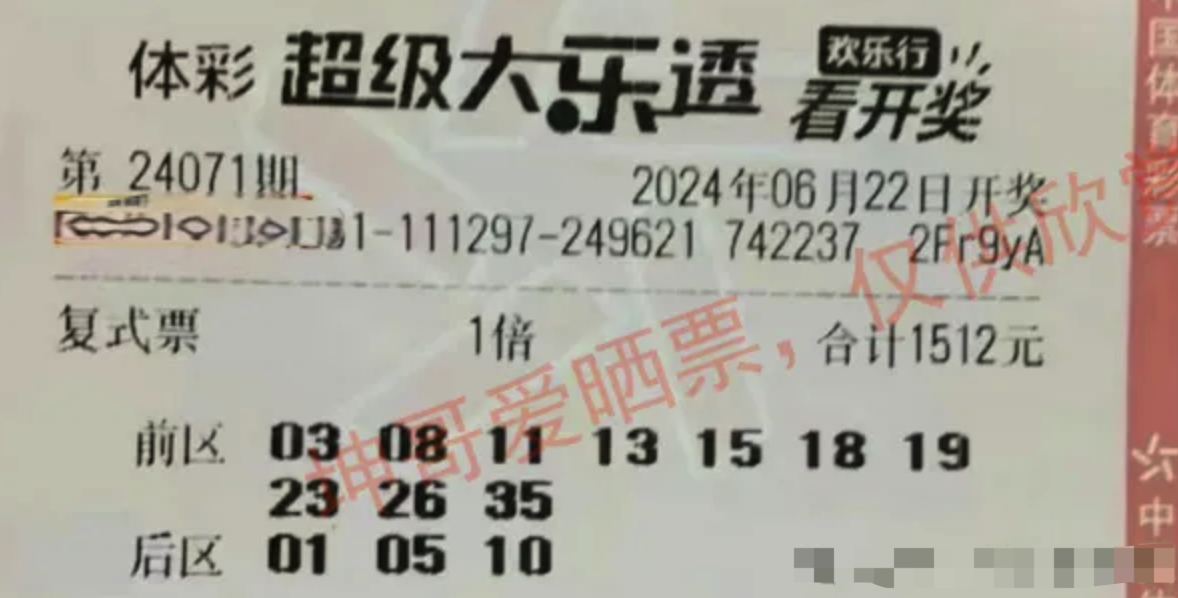 体彩 超级大乐透 欢乐行 看开奖
第 24071期 2024年06月22日开奖
1-111297-249621 742237 2Fr9yA
复式票 1倍 合计1512元
前区 03 08 11 13 15 18 19
23 26 35
后区 01 05 10
坤哥爱晒票，仅供欣赏
中国体育彩票
中